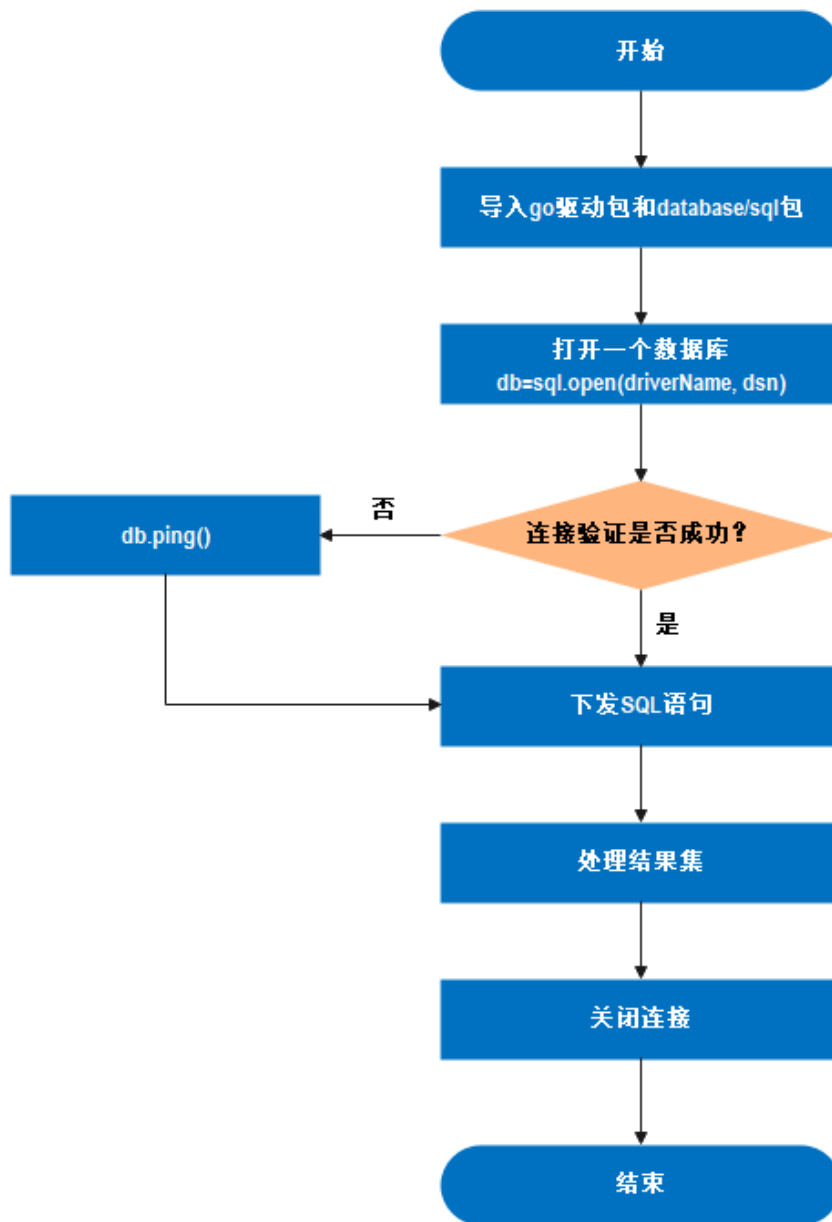 开始
导入go驱动包和database/sql包
打开一个数据库
db=sql.open(driverName, dsn)
连接验证是否成功?
否
db.ping()
是
下发SQL语句
处理结果集
关闭连接
结束